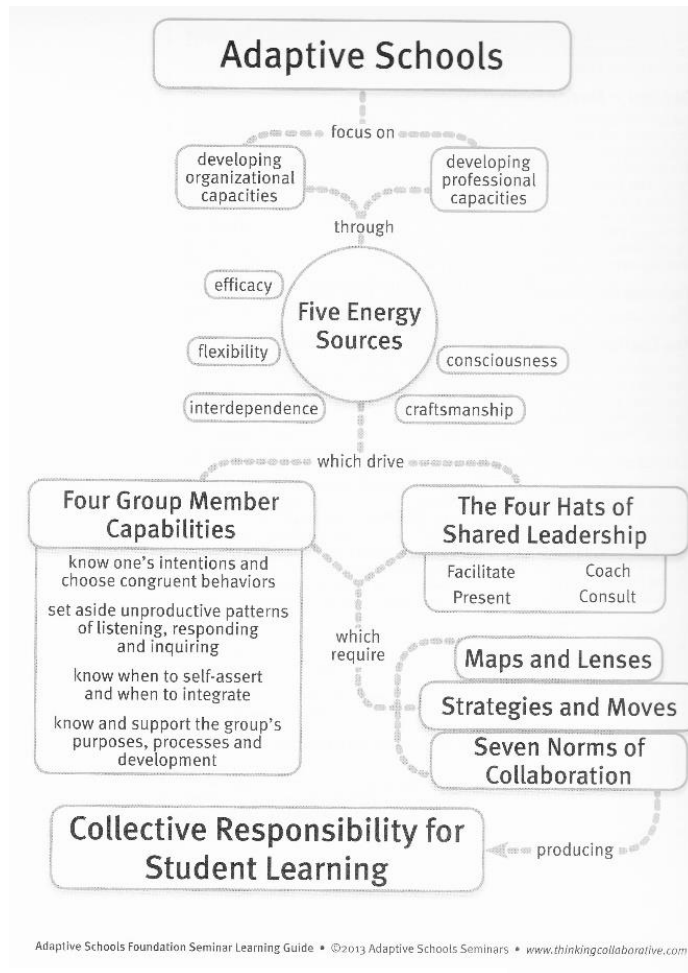 Adaptive Schools
focus on
developing
organizational
capacities
developing
professional
capacities
through
efficacy
Five Energy
Sources
flexibility
consciousness
interdependence
craftsmanship
which drive
Four Group Member
Capabilities
know one's intentions and
choose congruent behaviors
set aside unproductive patterns
of listening, responding
and inquiring
know when to self-assert
and when to integrate
know and support the group's
purposes, processes and
development
The Four Hats of
Shared Leadership
Facilitate Coach
Present Consult
which
require
Maps and Lenses
Strategies and Moves
Seven Norms of
Collaboration
producing
Collective Responsibility for
Student Learning
Adaptive Schools Foundation Seminar Learning Guide • ©2013 Adaptive Schools Seminars • www.thinkingcollaborative.com